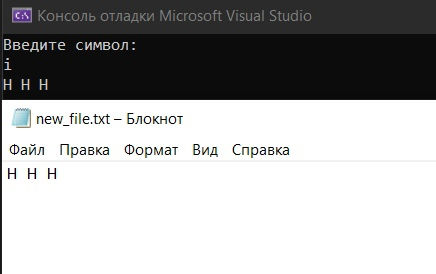 Консоль отладки Microsoft Visual Studio
Введите символ:
i
Н Н Н
new_file.txt – Блокнот
Файл Правка Формат Вид Справка
Н Н Н